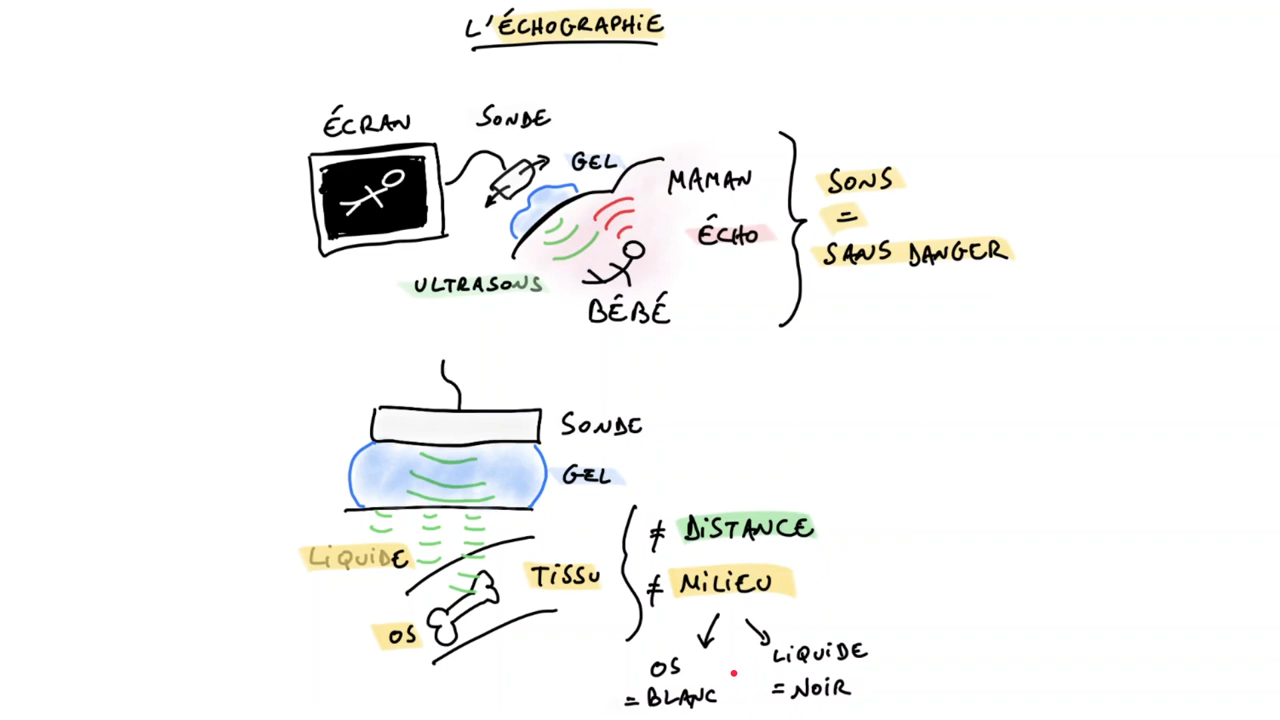 L'ÉCHOGRAPHIE
ÉCRAN
SONDE
GEL
MAMAN
ÉCHO
ULTRASONS
BÉBÉ
SONS
=
SANS DANGER
SONDE
GEL
LIQUIDE
TISSU
OS
≠ DISTANCE
≠ MILIEU
OS
= BLANC
LIQUIDE
= NOIR